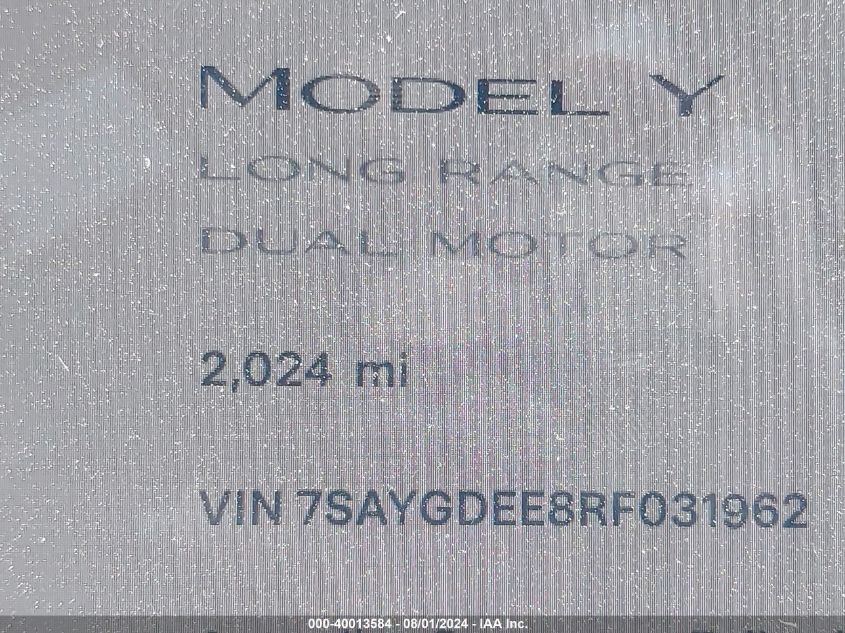 MODEL Y
LONG RANGE
DUAL MOTOR
2,024 mi
VIN 7SAYGDEE8RF031962
000-40013584 - 08/01/2024 - IAA Inc.